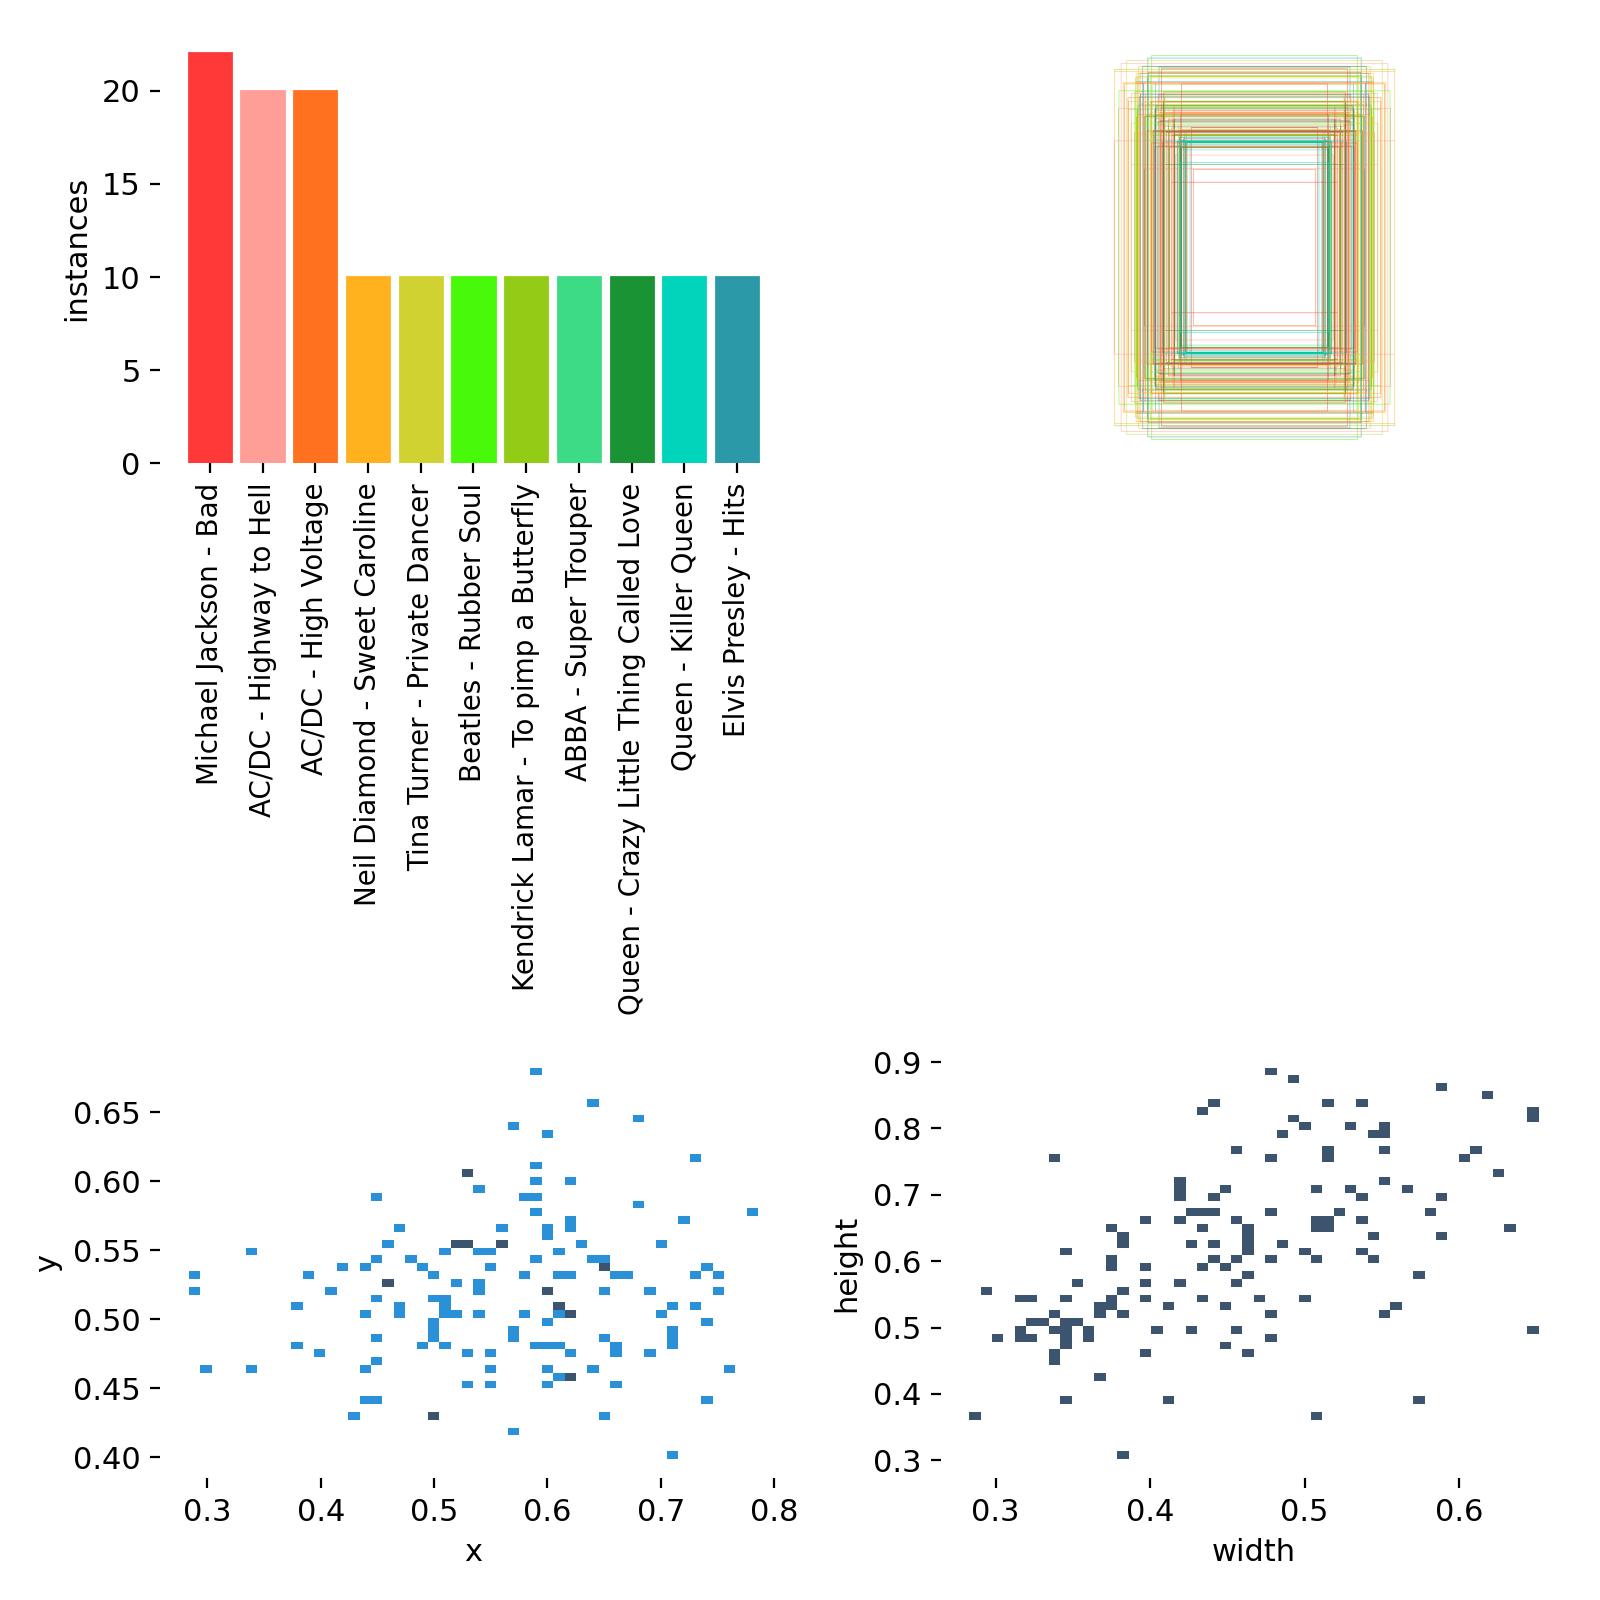 20
15
10
5
0
instances
Michael Jackson - Bad
AC/DC - Highway to Hell
AC/DC - High Voltage
Neil Diamond - Sweet Caroline
Tina Turner - Private Dancer
Beatles - Rubber Soul
Kendrick Lamar - To pimp a Butterfly
ABBA - Super Trouper
Queen - Crazy Little Thing Called Love
Queen - Killer Queen
Elvis Presley - Hits
0.65
0.60
0.55
0.50
0.45
0.40
y
0.3 0.4 0.5 0.6 0.7 0.8
x
0.9
0.8
0.7
0.6
0.5
0.4
0.3
height
0.3 0.4 0.5 0.6
width